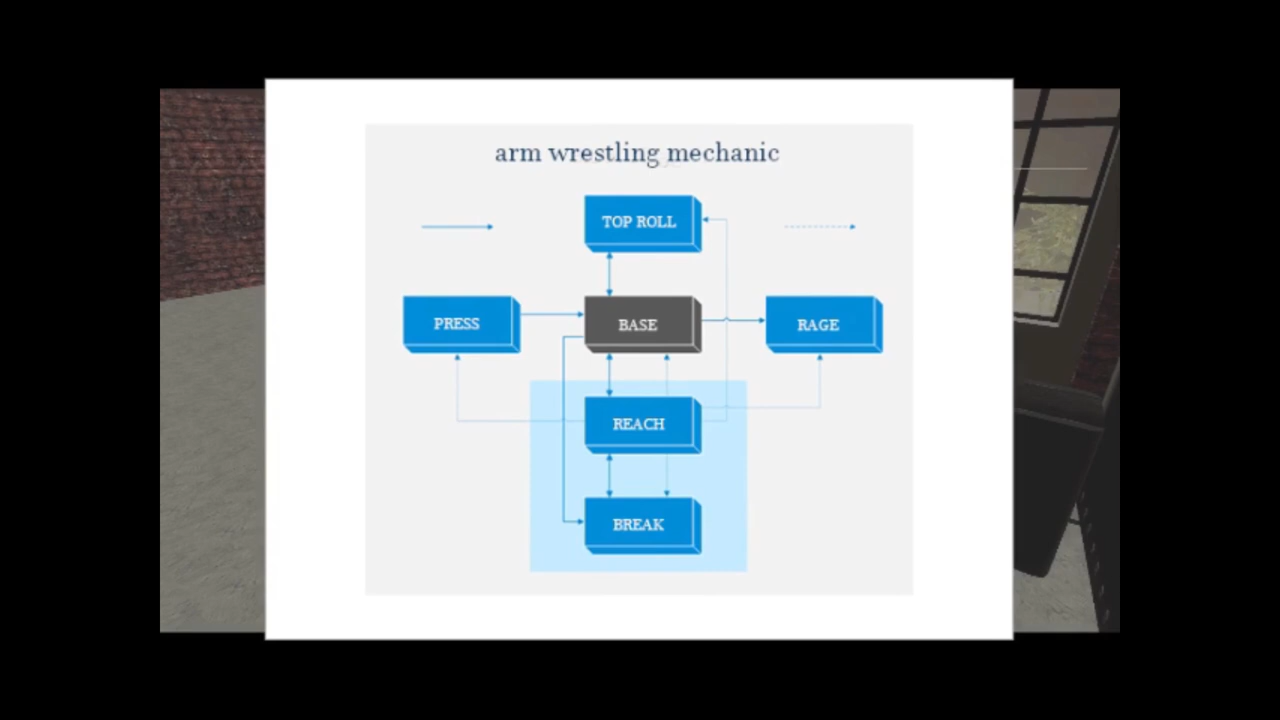 arm wrestling mechanic
TOP ROLL
PRESS
BASE
RAGE
REACH
BREAK